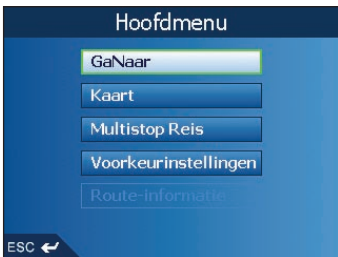 Hoofdmenu
GaNaar
Kaart
Multistop Reis
Voorkeurinstellingen
Route-informatie
ESC